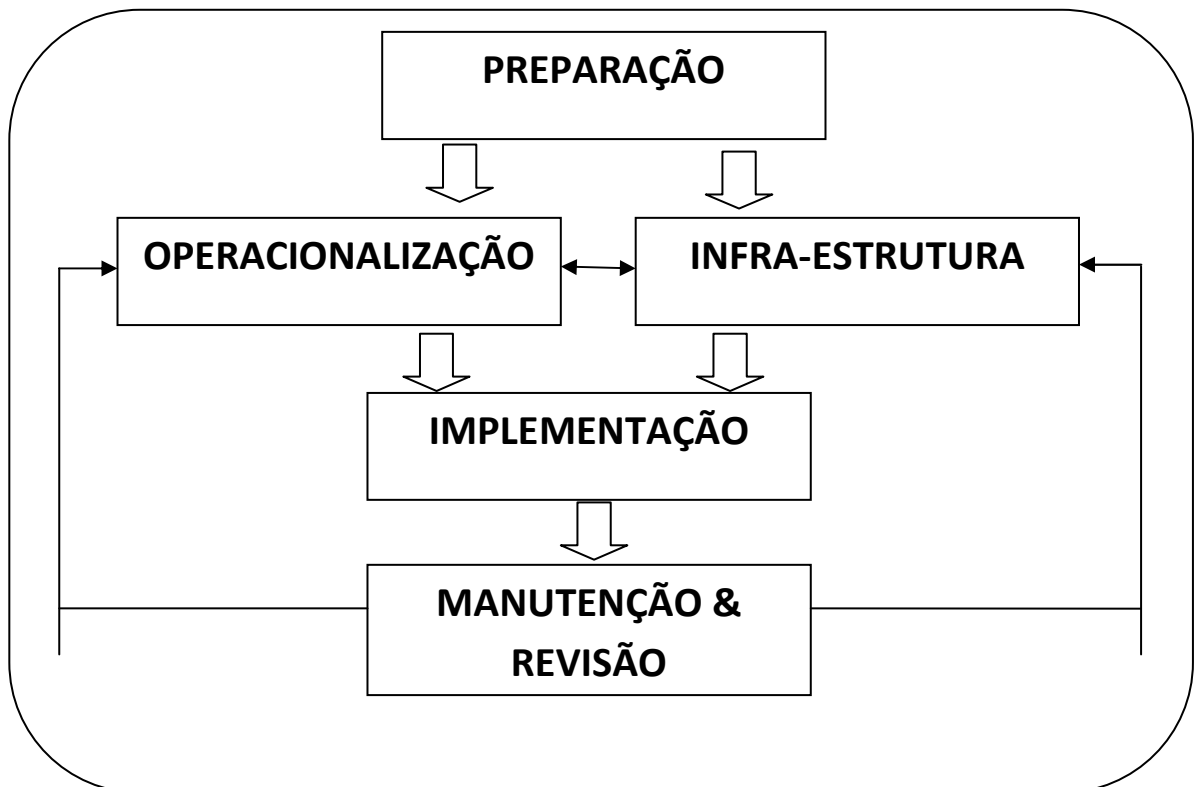 PREPARAÇÃO
OPERACIONALIZAÇÃO
INFRA-ESTRUTURA
IMPLEMENTAÇÃO
MANUTENÇÃO &
REVISÃO